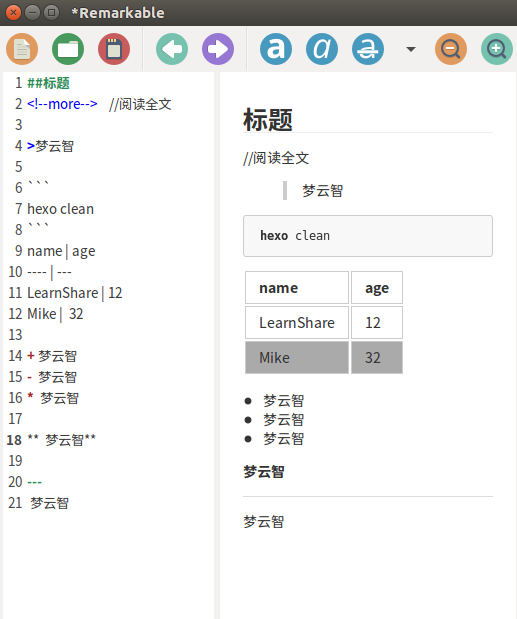 *Remarkable
a a a
1 ##标题
2 <!--more--> //阅读全文
3
4 >梦云智
5
6 ```
7 hexo clean
8 ```
9 name | age
10 ---- | ---
11 LearnShare | 12
12 Mike | 32
13
14 + 梦云智
15 - 梦云智
16 * 梦云智
17
18 ** 梦云智**
19
20 ---
21 梦云智
标题
//阅读全文
梦云智
hexo clean
name age
LearnShare 12
Mike 32
● 梦云智
● 梦云智
● 梦云智
梦云智
梦云智